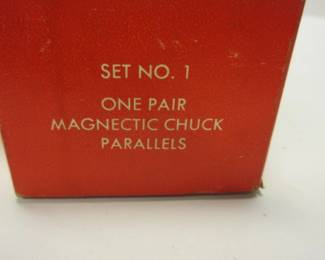 SET NO. 1
ONE PAIR
MAGNECTIC CHUCK
PARALLELS